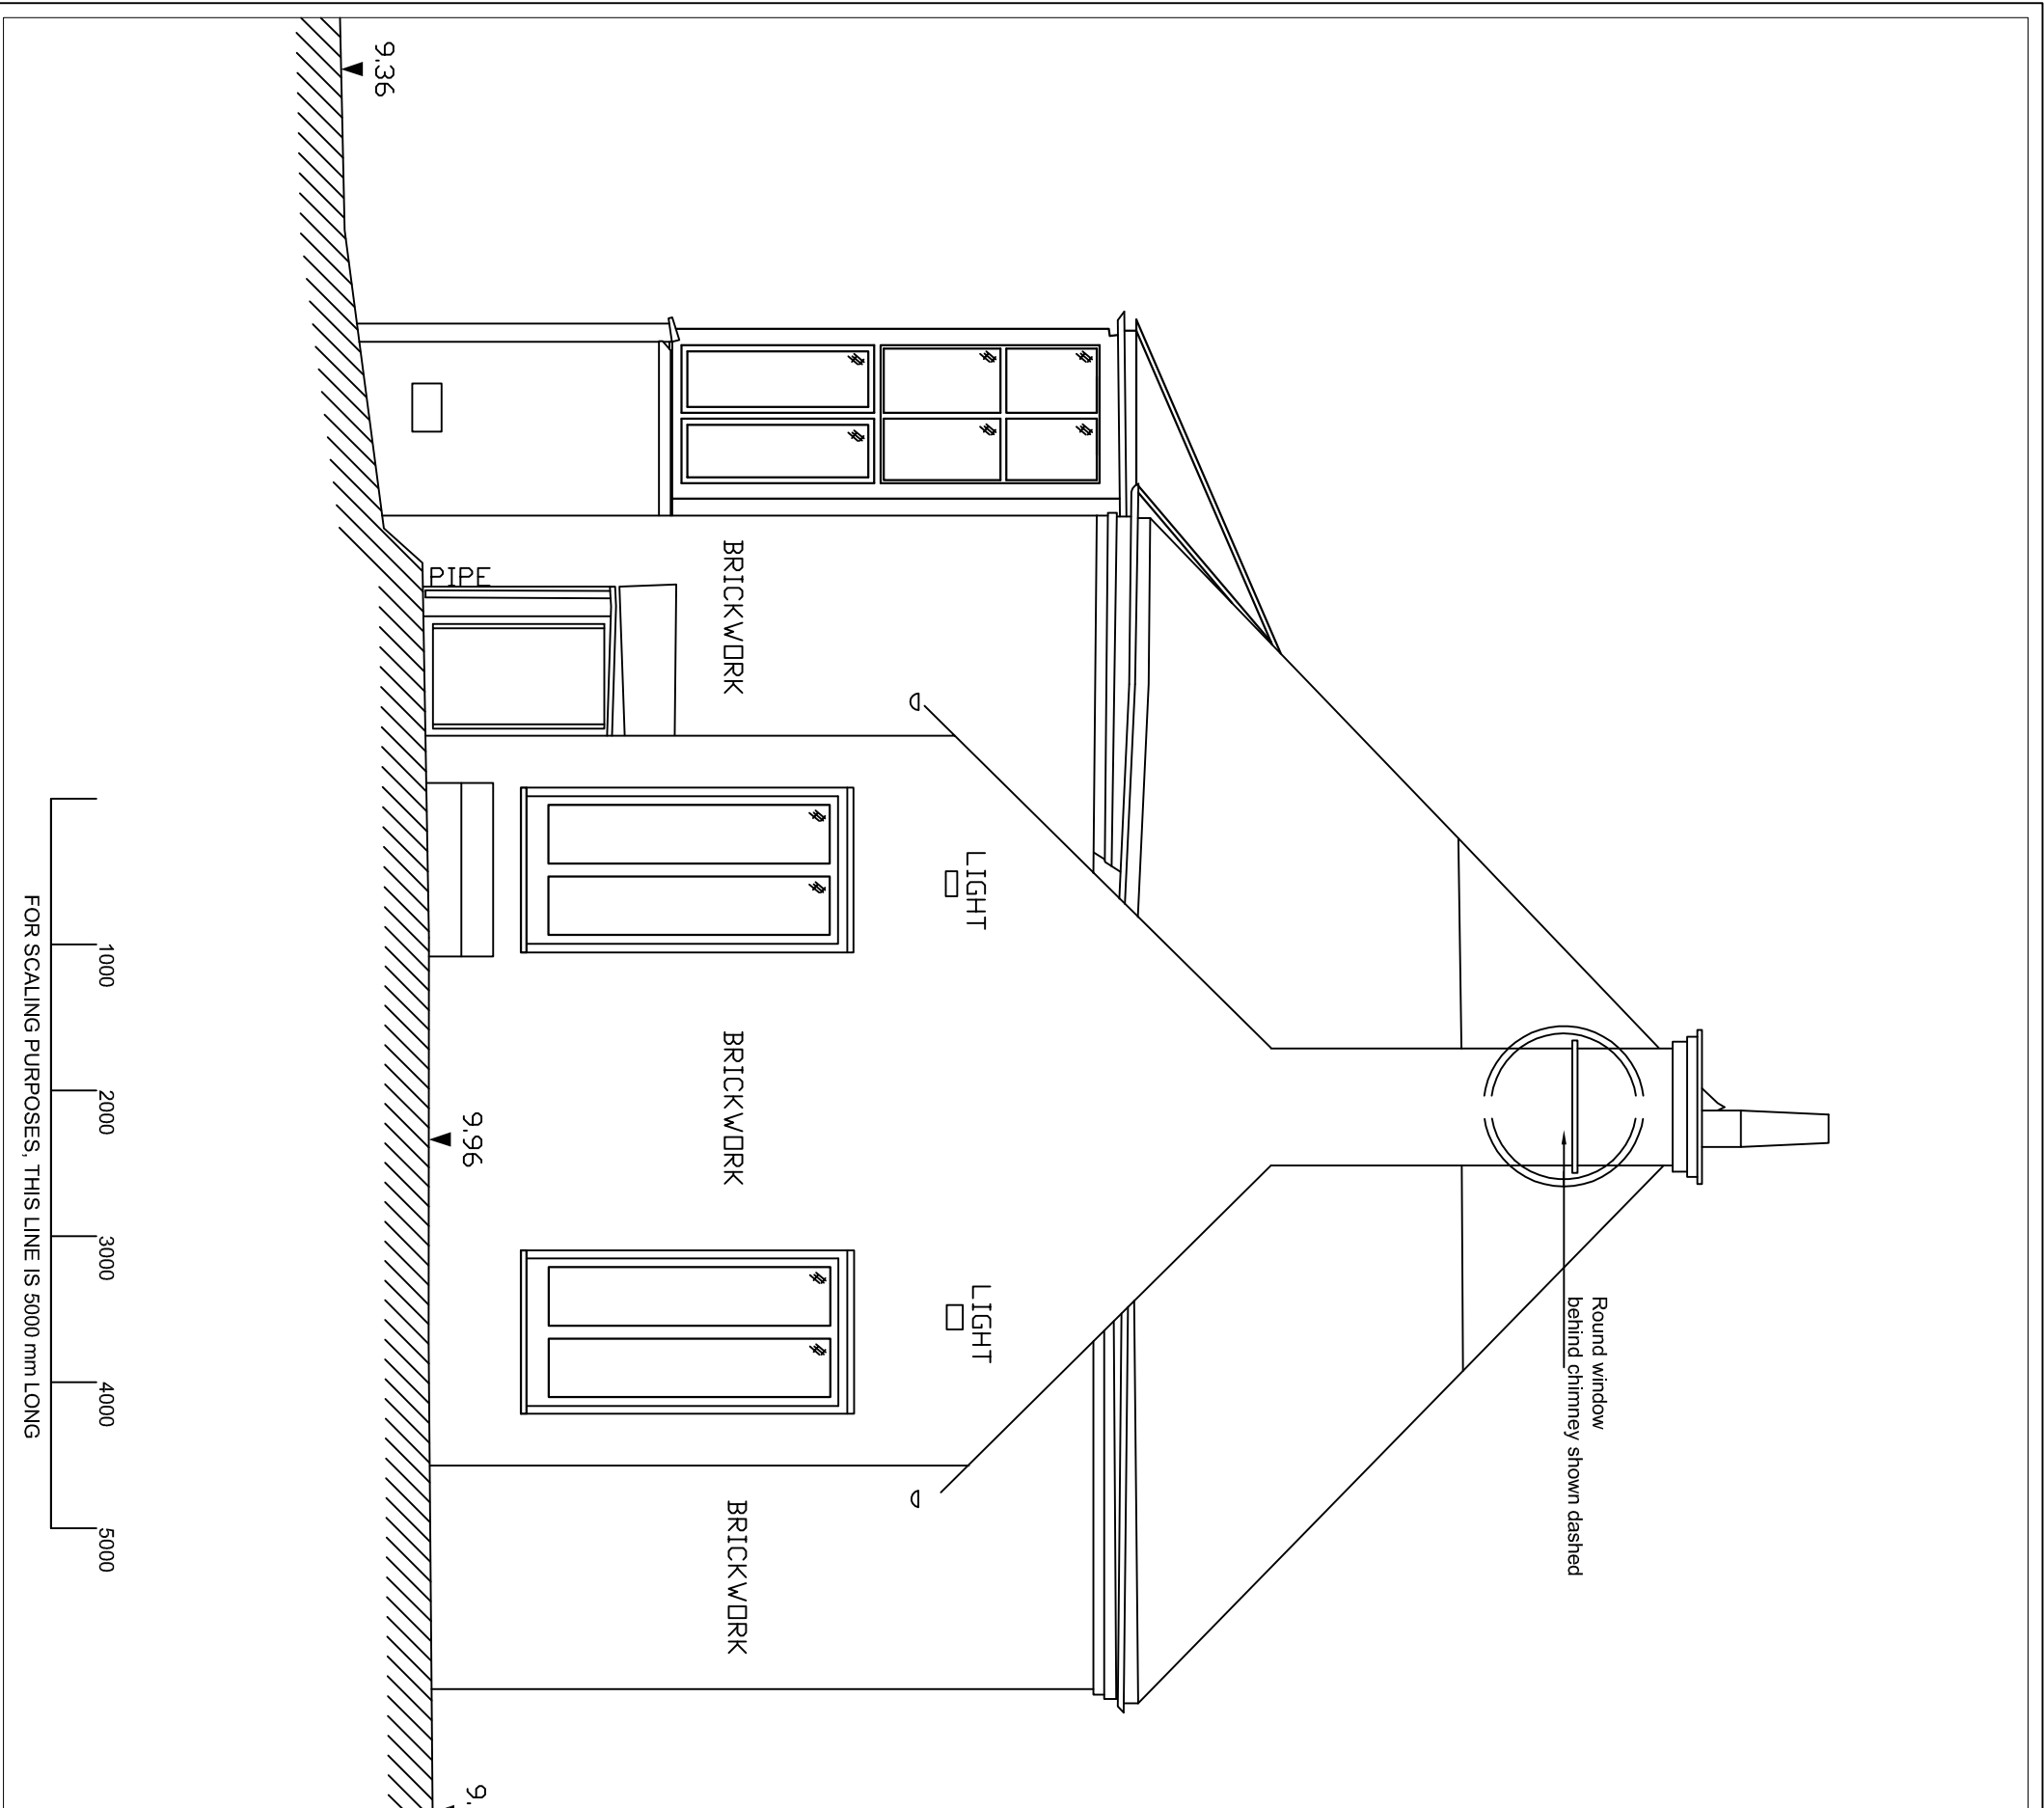 Round window
behind chimney shown dashed
LIGHT
LIGHT
BRICKWORK
BRICKWORK
BRICKWORK
PIPE
9.36
9.96
9.
1000
2000
3000
4000
5000
FOR SCALING PURPOSES, THIS LINE IS 5000 mm LONG